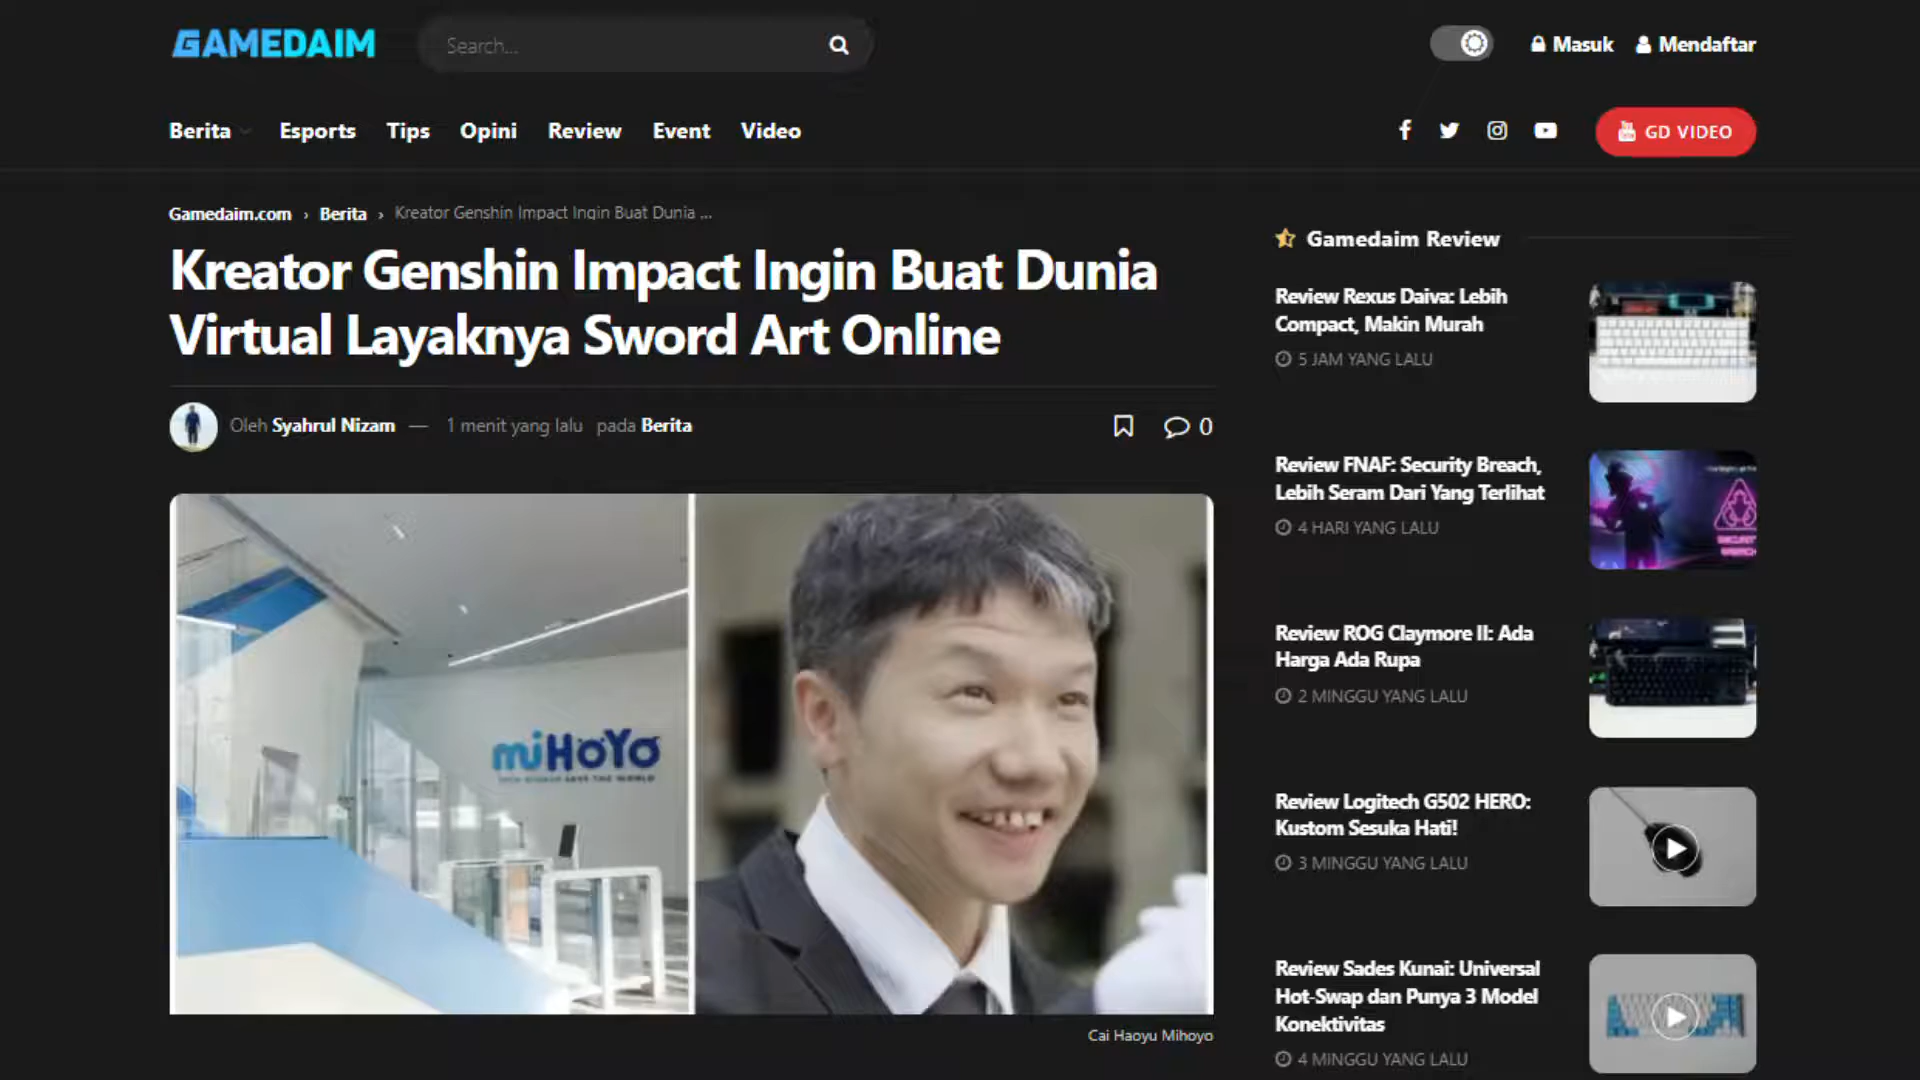 GAMEDAIM
Search...
Masuk
Mendaftar
Berita
Esports
Tips
Opini
Review
Event
Video
GD VIDEO
Gamedaim.com › Berita › Kreator Genshin Impact Ingin Buat Dunia ...
Kreator Genshin Impact Ingin Buat Dunia
Virtual Layaknya Sword Art Online
Oleh Syahrul Nizam — 1 menit yang lalu pada Berita
0
miHoYo
Cai Haoyu Mihoyo
Gamedaim Review
Review Rexus Daiva: Lebih
Compact, Makin Murah
5 JAM YANG LALU
Review FNAF: Security Breach,
Lebih Seram Dari Yang Terlihat
4 HARI YANG LALU
Review ROG Claymore II: Ada
Harga Ada Rupa
2 MINGGU YANG LALU
Review Logitech G502 HERO:
Kustom Sesuka Hati!
3 MINGGU YANG LALU
Review Sades Kunai: Universal
Hot-Swap dan Punya 3 Model
Konektivitas
4 MINGGU YANG LALU